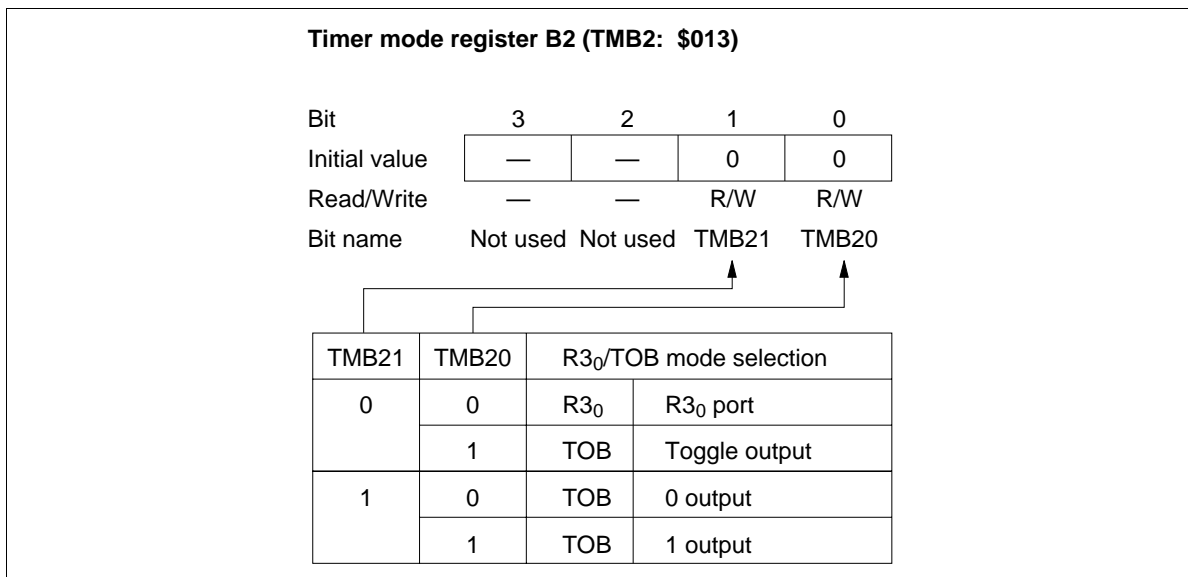 Timer mode register B2 (TMB2: $013)
Bit 3 2 1 0
Initial value — — 0 0
Read/Write — — R/W R/W
Bit name Not used Not used TMB21 TMB20
TMB21 TMB20 R3₀/TOB mode selection
0 0 R3₀ R3₀ port
1 TOB Toggle output
1 0 TOB 0 output
1 TOB 1 output